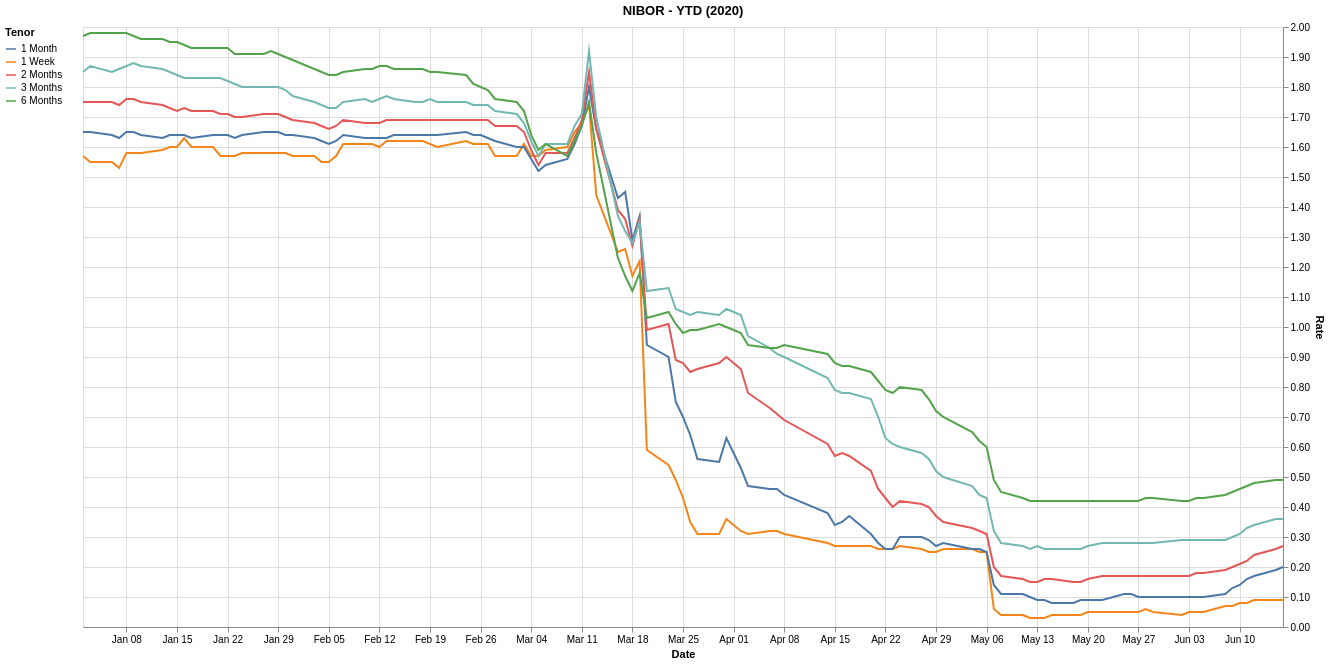 NIBOR - YTD (2020)
Tenor
1 Month
1 Week
2 Months
3 Months
6 Months
2.00
1.90
1.80
1.70
1.60
1.50
1.40
1.30
1.20
1.10
1.00
0.90
0.80
0.70
0.60
0.50
0.40
0.30
0.20
0.10
0.00
Rate
Jan 08 Jan 15 Jan 22 Jan 29 Feb 05 Feb 12 Feb 19 Feb 26 Mar 04 Mar 11 Mar 18 Mar 25 Apr 01 Apr 08 Apr 15 Apr 22 Apr 29 May 06 May 13 May 20 May 27 Jun 03 Jun 10
Date